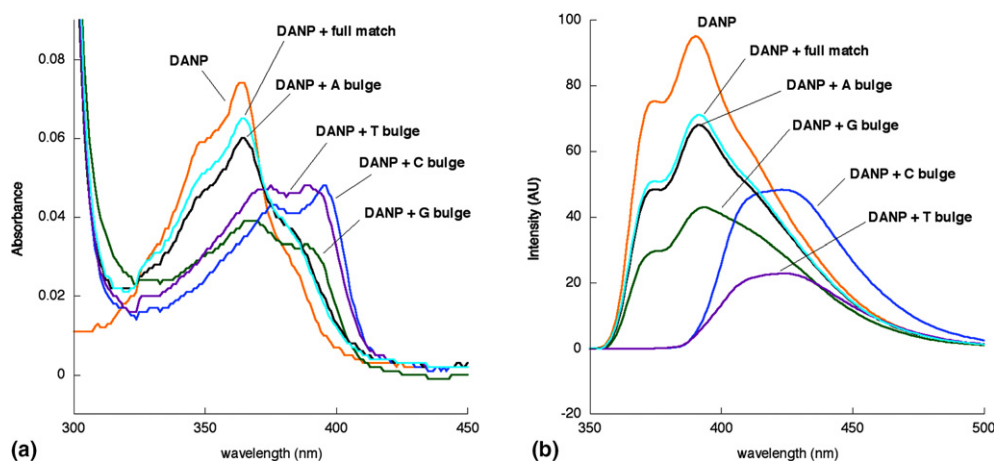 DANP + full match
DANP
DANP + A bulge
DANP + T bulge
DANP + C bulge
DANP + G bulge
Absorbance
0.08
0.06
0.04
0.02
0
300
350
400
450
wavelength (nm)
(a)
DANP
DANP + full match
DANP + A bulge
DANP + G bulge
DANP + C bulge
DANP + T bulge
Intensity (AU)
100
80
60
40
20
0
-20
350
400
450
500
wavelength (nm)
(b)